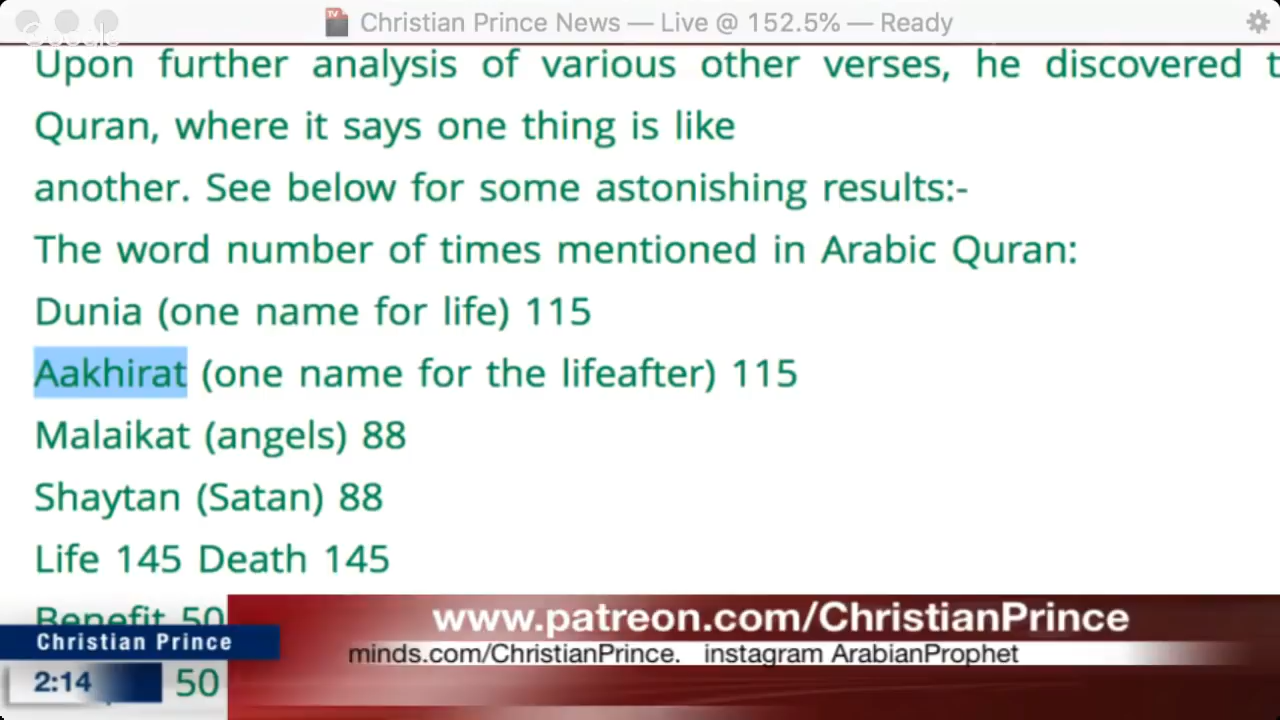 Christian Prince News — Live @ 152.5% — Ready
Google
Upon further analysis of various other verses, he discovered t
Quran, where it says one thing is like
another. See below for some astonishing results:-
The word number of times mentioned in Arabic Quran:
Dunia (one name for life) 115
Aakhirat (one name for the lifeafter) 115
Malaikat (angels) 88
Shaytan (Satan) 88
Life 145 Death 145
Benefit 50
www.patreon.com/ChristianPrince
Christian Prince
minds.com/ChristianPrince. instagram ArabianProphet
2:14
50